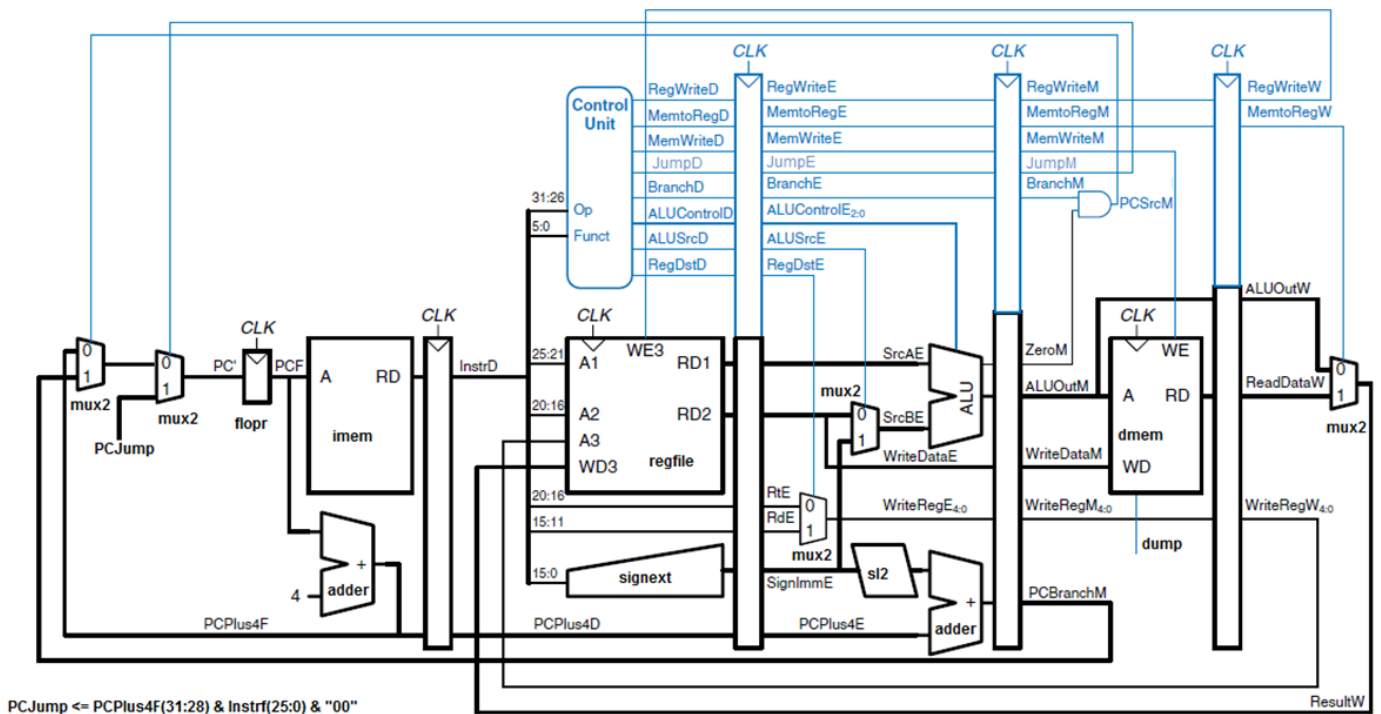 CLK
CLK
CLK
Control
Unit
RegWriteD
RegWriteE
RegWriteM
RegWriteW
MemtoRegD
MemtoRegE
MemtoRegM
MemtoRegW
MemWriteD
MemWriteE
MemWriteM
JumpD
JumpE
JumpM
BranchD
BranchE
BranchM
PCSrcM
31:26
Op
ALUControlD
ALUControlE2:0
5:0
Funct
ALUSrcD
ALUSrcE
RegDstD
RegDstE
ALUOutW
CLK
CLK
CLK
CLK
0
1
mux2
0
1
mux2
PCJump
PC'
flopr
PCF
A
RD
imem
InstrD
25:21
A1
WE3
RD1
SrcAE
ALU
ZeroM
WE
20:16
A2
RD2
mux2
0
1
SrcBE
ALUOutM
A
RD
ReadDataW
0
1
mux2
A3
WD3
regfile
WriteDataE
WriteDataM
dmem
WD
20:16
RtE
0
15:11
RdE
1
mux2
WriteRegE4:0
WriteRegM4:0
WriteRegW4:0
dump
+
4
adder
15:0
signext
SignImmE
sl2
+
adder
PCBranchM
PCPlus4F
PCPlus4D
PCPlus4E
ResultW
PCJump <= PCPlus4F(31:28) & Instrf(25:0) & "00"